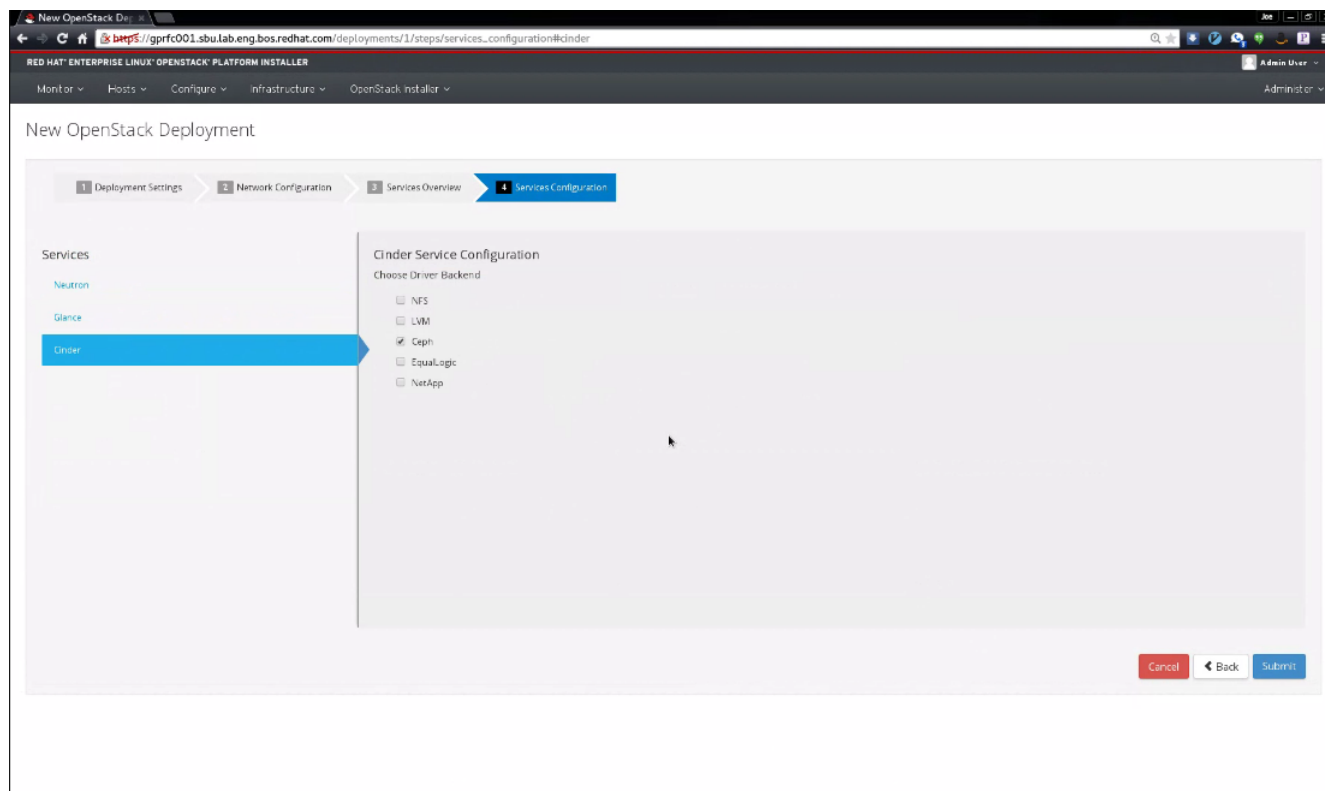 New OpenStack Dep
Joe
https://gprfc001.sbu.lab.eng.bos.redhat.com/deployments/1/steps/services_configuration#cinder
RED HAT® ENTERPRISE LINUX® OPENSTACK® PLATFORM INSTALLER
Admin User
Monitor Hosts Configure Infrastructure OpenStack Installer Administer
New OpenStack Deployment
1 Deployment Settings 2 Network Configuration 3 Services Overview 4 Services Configuration
Services
Neutron
Glance
Cinder
Cinder Service Configuration
Choose Driver Backend
NFS
LVM
Ceph
EqualLogic
NetApp
Cancel Back Submit